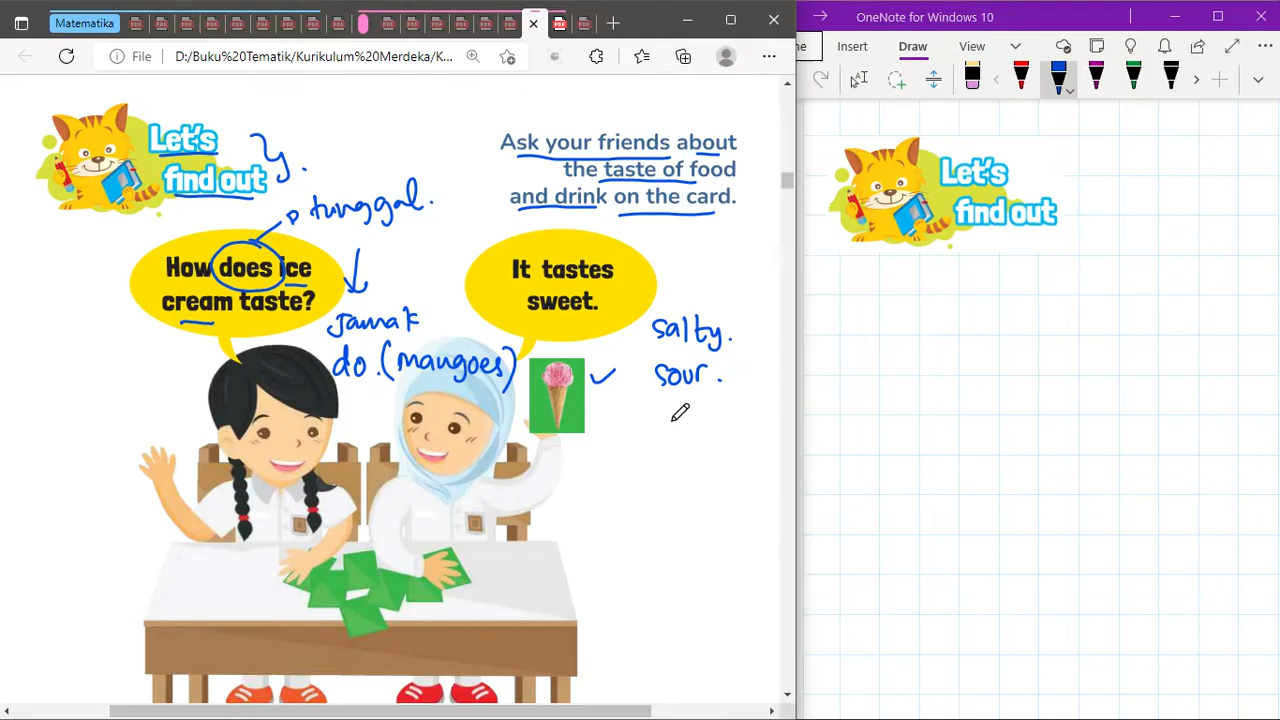 Matematika
File
D:/Buku%20Tematik/Kurikulum%20Merdeka/K...
OneNote for Windows 10
Insert
Draw
View
Let's
find out
y.
Ask your friends about
the taste of food
and drink on the card.
tunggal.
How does ice
cream taste?
It tastes
sweet.
Jamak
do. (mangoes)
salty.
sour.
Let's
find out